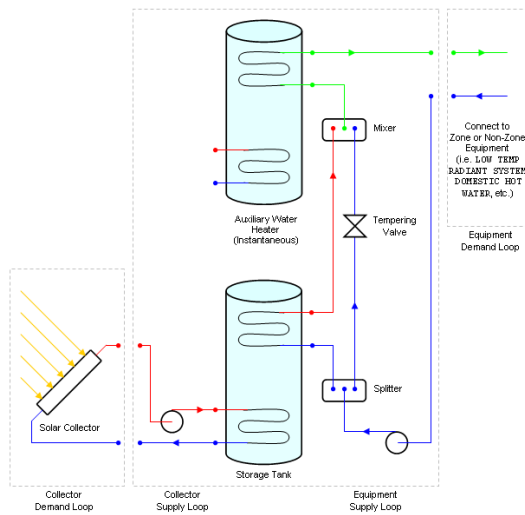 Mixer
Connect to
Zone or Non-Zone
Equipment
(i.e. LOW TEMP
RADIANT SYSTEM,
DOMESTIC HOT
WATER, etc.)
Auxiliary Water
Heater
(Instantaneous)
Tempering
Valve
Equipment
Demand Loop
Solar Collector
Splitter
Storage Tank
Collector
Demand Loop
Collector
Supply Loop
Equipment
Supply Loop